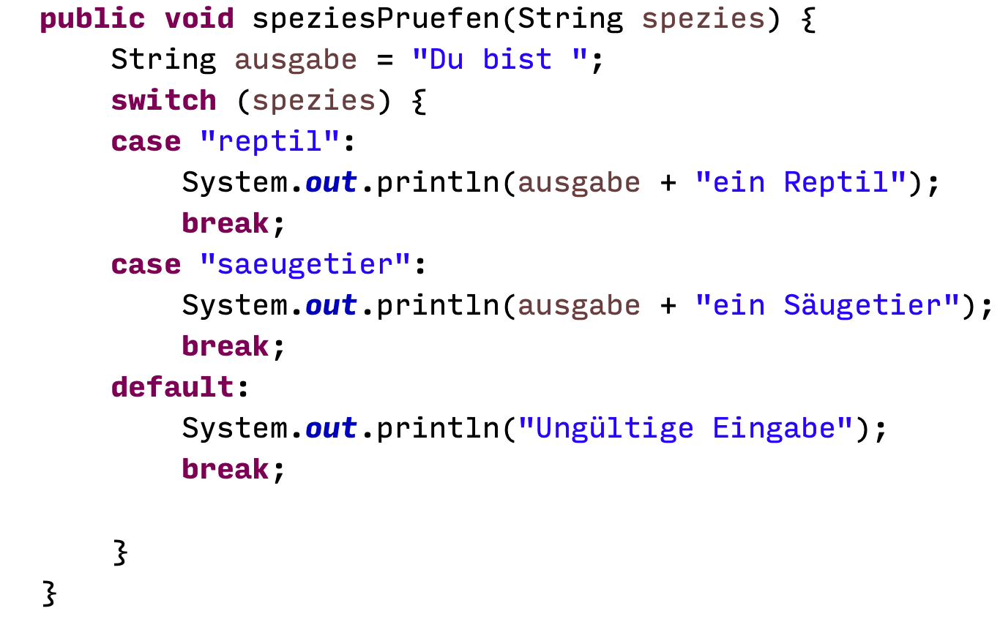 public void speziesPruefen(String spezies) {
    String ausgabe = "Du bist ";
    switch (spezies) {
    case "reptil":
        System.out.println(ausgabe + "ein Reptil");
        break;
    case "saeugetier":
        System.out.println(ausgabe + "ein Säugetier");
        break;
    default:
        System.out.println("Ungültige Eingabe");
        break;

    }
}